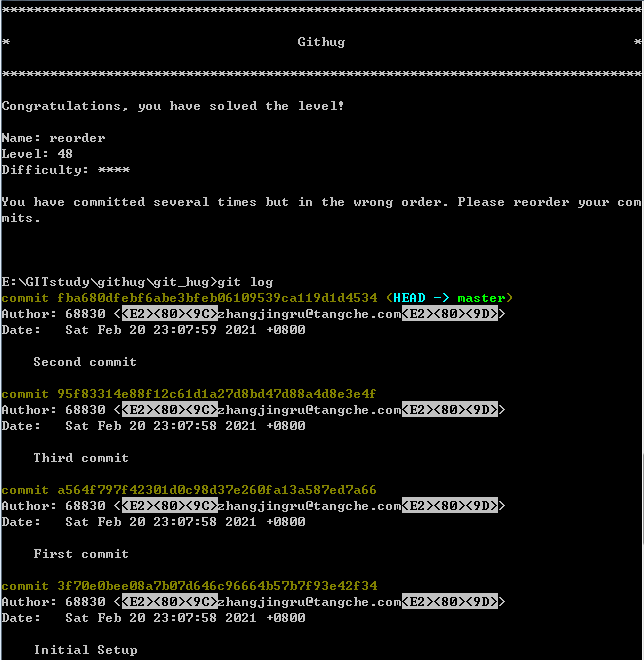 ********************************************************************************
*                                    Githug                                    *
********************************************************************************
Congratulations, you have solved the level!
Name: reorder
Level: 48
Difficulty: ****
You have committed several times but in the wrong order. Please reorder your com
mits.
E:\GITstudy\githug\git_hug>git log
commit fba680dfebf6abe3bfeb06109539ca119d1d4534 (HEAD -> master)
Author: 68830 <<E2><80><9C>zhangjingru@tangche.com<E2><80><9D>>
Date:   Sat Feb 20 23:07:59 2021 +0800
    Second commit
commit 95f83314e88f12c61d1a27d8bd47d88a4d8e3e4f
Author: 68830 <<E2><80><9C>zhangjingru@tangche.com<E2><80><9D>>
Date:   Sat Feb 20 23:07:58 2021 +0800
    Third commit
commit a564f797f42301d0c98d37e260fa13a587ed7a66
Author: 68830 <<E2><80><9C>zhangjingru@tangche.com<E2><80><9D>>
Date:   Sat Feb 20 23:07:58 2021 +0800
    First commit
commit 3f70e0bee08a7b07d646c96664b57b7f93e42f34
Author: 68830 <<E2><80><9C>zhangjingru@tangche.com<E2><80><9D>>
Date:   Sat Feb 20 23:07:58 2021 +0800
    Initial Setup